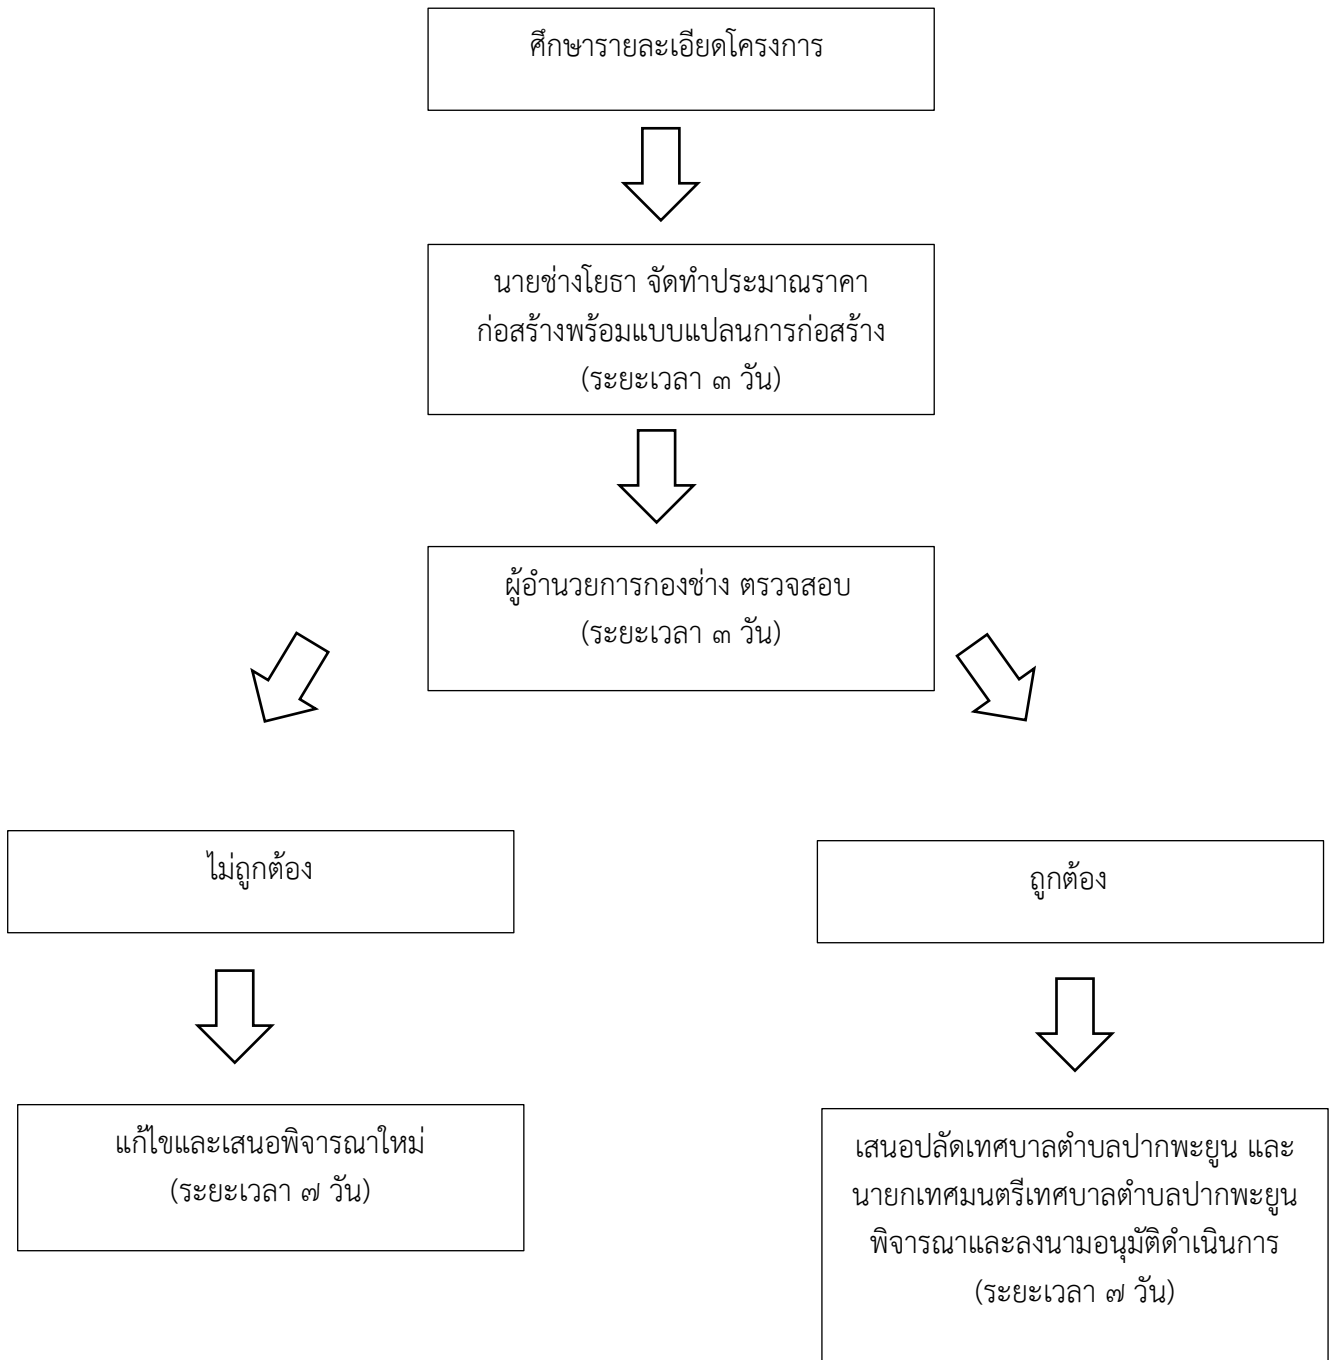 ศึกษารายละเอียดโครงการ
นายช่างโยธา จัดทำประมาณราคา
ก่อสร้างพร้อมแบบแปลนการก่อสร้าง
(ระยะเวลา ๓ วัน)
ผู้อำนวยการกองช่าง ตรวจสอบ
(ระยะเวลา ๓ วัน)
ไม่ถูกต้อง
ถูกต้อง
แก้ไขและเสนอพิจารณาใหม่
(ระยะเวลา ๗ วัน)
เสนอปลัดเทศบาลตำบลปากพะยูน และ
นายกเทศมนตรีเทศบาลตำบลปากพะยูน
พิจารณาและลงนามอนุมัติดำเนินการ
(ระยะเวลา ๗ วัน)